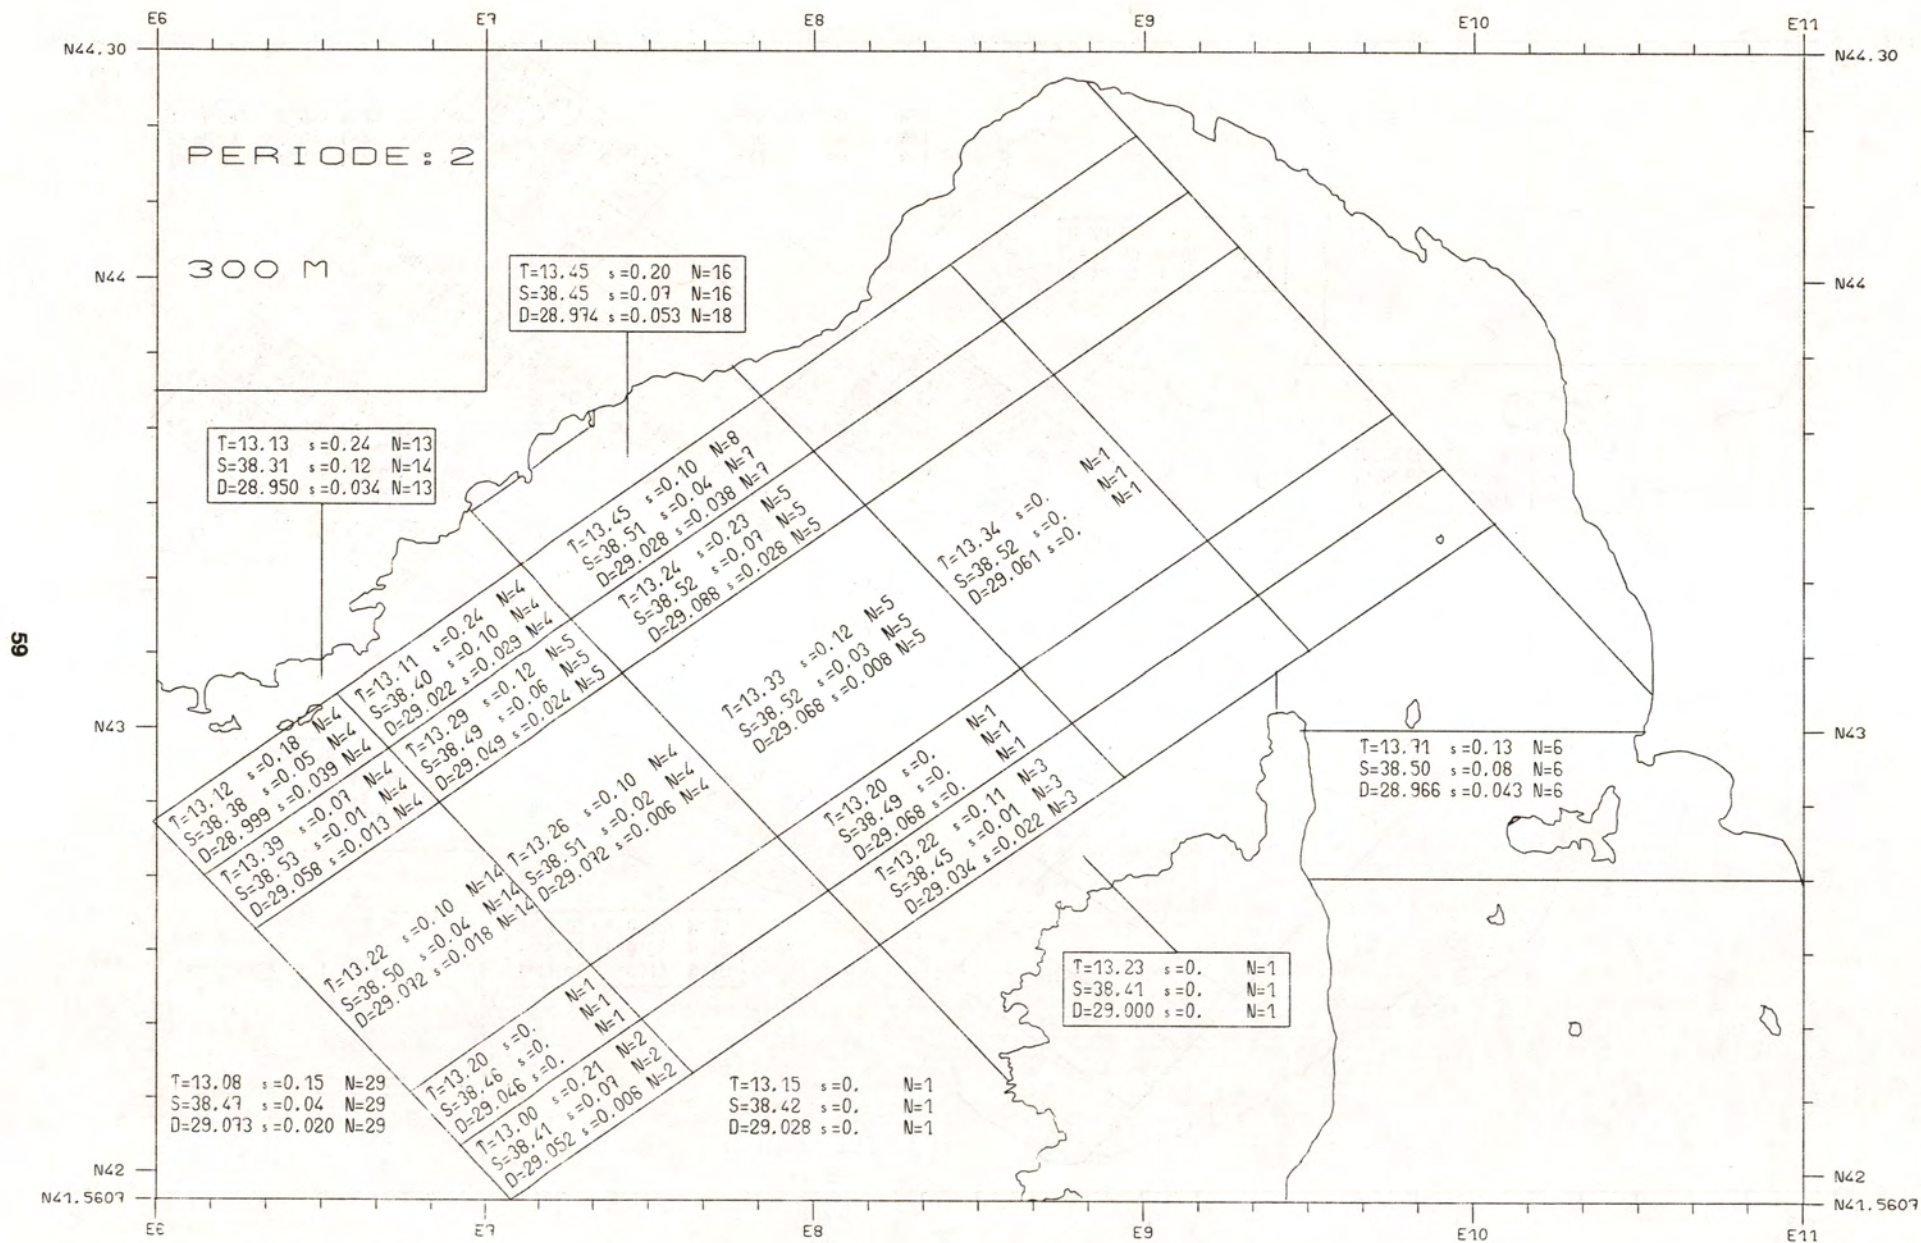 E6 E7 E8 E9 E10 E11
N44.30 N44.30
PERIODE: 2
300 M
N44 N44
T=13.45 s=0.20 N=16
S=38.45 s=0.07 N=16
D=28.974 s=0.053 N=18
T=13.13 s=0.24 N=13
S=38.31 s=0.12 N=14
D=28.950 s=0.034 N=13
T=13.45 s=0.10 N=8
S=38.51 s=0.04 N=7
D=29.028 s=0.038 N=7
T=13.24 s=0.23 N=5
S=38.52 s=0.07 N=5
D=29.088 s=0.028 N=5
T=13.34 s=0. N=1
S=38.52 s=0. N=1
D=29.061 s=0. N=1
T=13.11 s=0.24 N=4
S=38.40 s=0.10 N=4
D=29.022 s=0.029 N=4
T=13.29 s=0.12 N=5
S=38.49 s=0.06 N=5
D=29.049 s=0.024 N=5
T=13.33 s=0.12 N=5
S=38.52 s=0.03 N=5
D=29.068 s=0.008 N=5
59
N43 N43
T=13.12 s=0.18 N=4
S=38.38 s=0.05 N=4
D=28.999 s=0.039 N=4
T=13.39 s=0.07 N=4
S=38.53 s=0.01 N=4
D=29.058 s=0.013 N=4
T=13.26 s=0.10 N=4
S=38.51 s=0.02 N=4
D=29.072 s=0.006 N=4
T=13.20 s=0. N=1
S=38.49 s=0. N=1
D=29.068 s=0. N=1
T=13.22 s=0.11 N=3
S=38.45 s=0.01 N=3
D=29.034 s=0.022 N=3
T=13.71 s=0.13 N=6
S=38.50 s=0.08 N=6
D=28.966 s=0.043 N=6
T=13.22 s=0.10 N=14
S=38.50 s=0.04 N=14
D=29.072 s=0.018 N=14
T=13.23 s=0. N=1
S=38.41 s=0. N=1
D=29.000 s=0. N=1
T=13.20 s=0. N=1
S=38.46 s=0. N=1
D=29.046 s=0. N=1
T=13.00 s=0.21 N=2
S=38.41 s=0.07 N=2
D=29.052 s=0.008 N=2
T=13.08 s=0.15 N=29
S=38.47 s=0.04 N=29
D=29.073 s=0.020 N=29
T=13.15 s=0. N=1
S=38.42 s=0. N=1
D=29.028 s=0. N=1
N42 N42
N41.5607 N41.5607
E6 E7 E8 E9 E10 E11